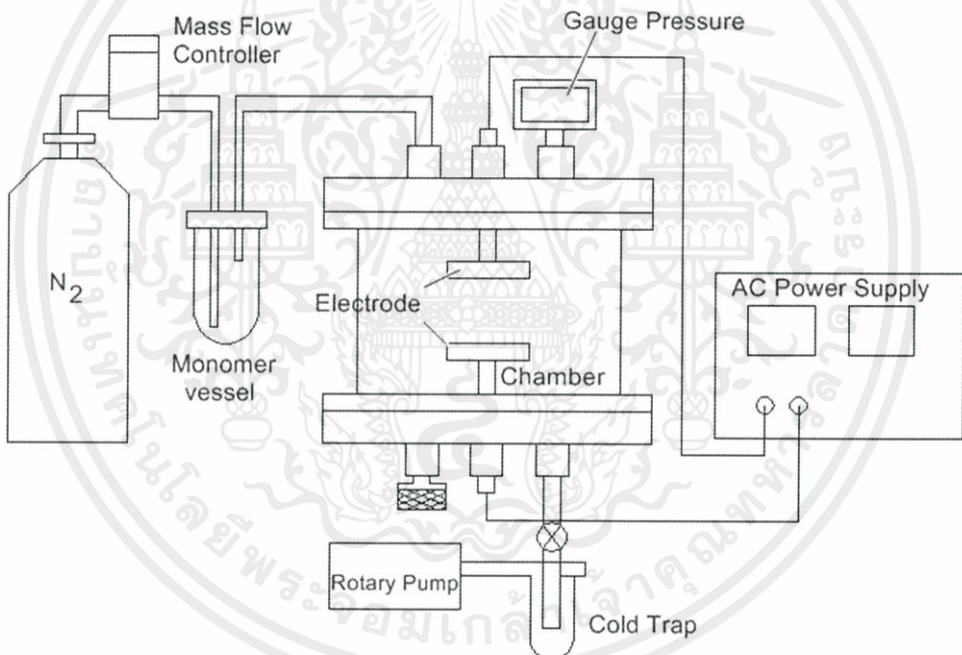 Mass Flow
Controller
Gauge Pressure
N2
Monomer
vessel
Electrode
Chamber
AC Power Supply
Rotary Pump
Cold Trap